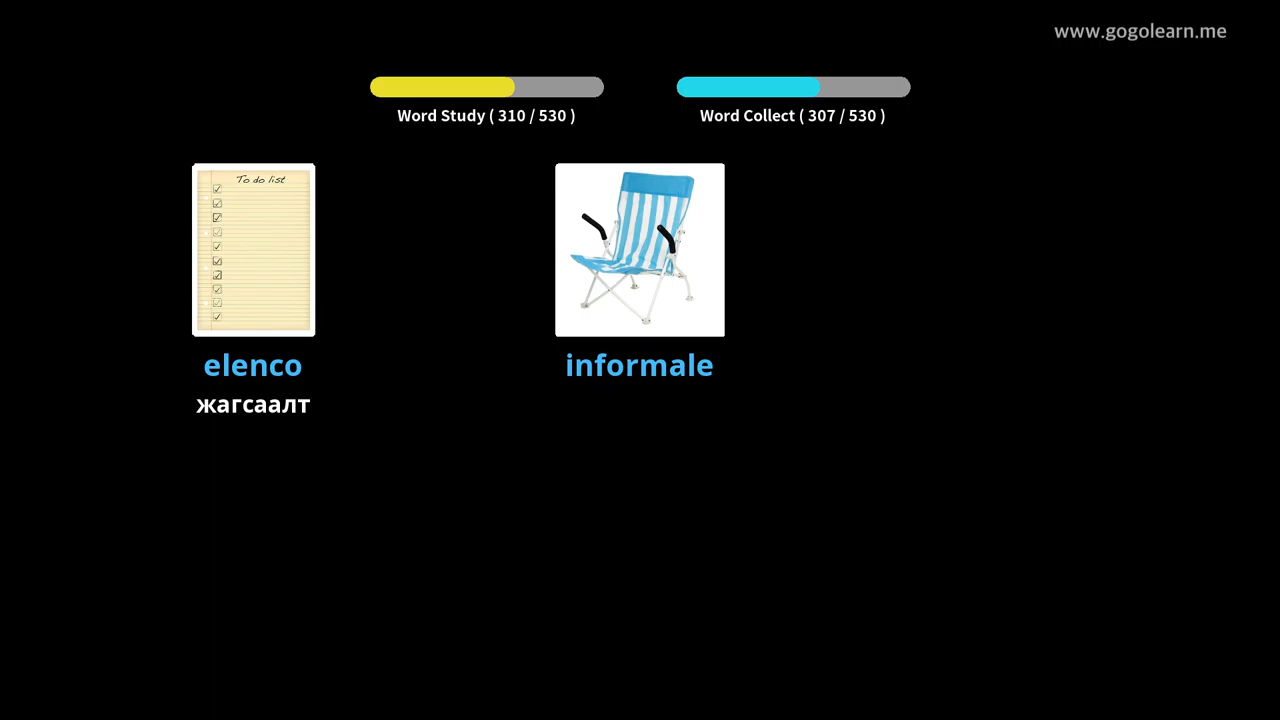 www.gogolearn.me
Word Study ( 310 / 530 )
Word Collect ( 307 / 530 )
To do list
elenco
informale
жагсаалт